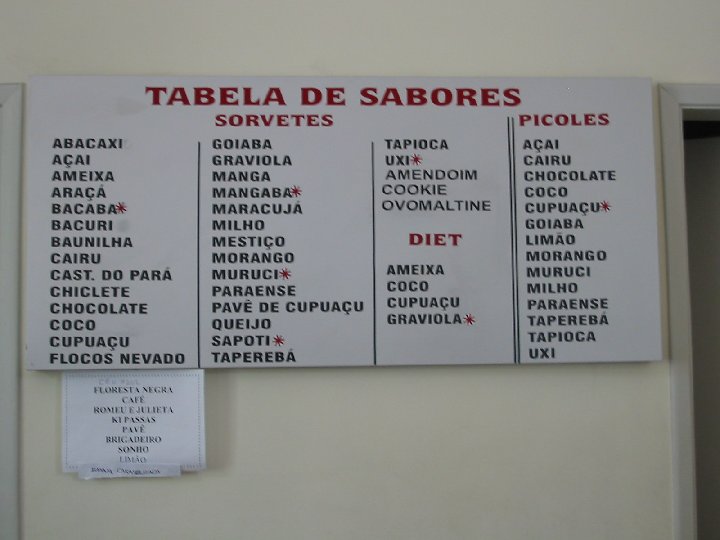 TABELA DE SABORES
SORVETES
ABACAXI
AÇAI
AMEIXA
ARAÇÁ
BACABA*
BACURI
BAUNILHA
CAIRU
CAST. DO PARÁ
CHICLETE
CHOCOLATE
COCO
CUPUAÇU
FLOCOS NEVADO
GOIABA
GRAVIOLA
MANGA
MANGABA*
MARACUJÁ
MILHO
MESTIÇO
MORANGO
MURUCI*
PARAENSE
PAVÊ DE CUPUAÇU
QUEIJO
SAPOTI*
TAPEREBÁ
TAPIOCA
UXI*
AMENDOIM
COOKIE
OVOMALTINE
DIET
AMEIXA
COCO
CUPUAÇU
GRAVIOLA*
PICOLES
AÇAI
CAIRU
CHOCOLATE
COCO
CUPUAÇU*
GOIABA
LIMÃO
MORANGO
MURUCI
MILHO
PARAENSE
TAPEREBÁ
TAPIOCA
UXI
FLORESTA NEGRA
CAFÉ
ROMEU E JULIETA
KI PASSAS
PAVÊ
BRIGADEIRO
SONHO
LIMÃO